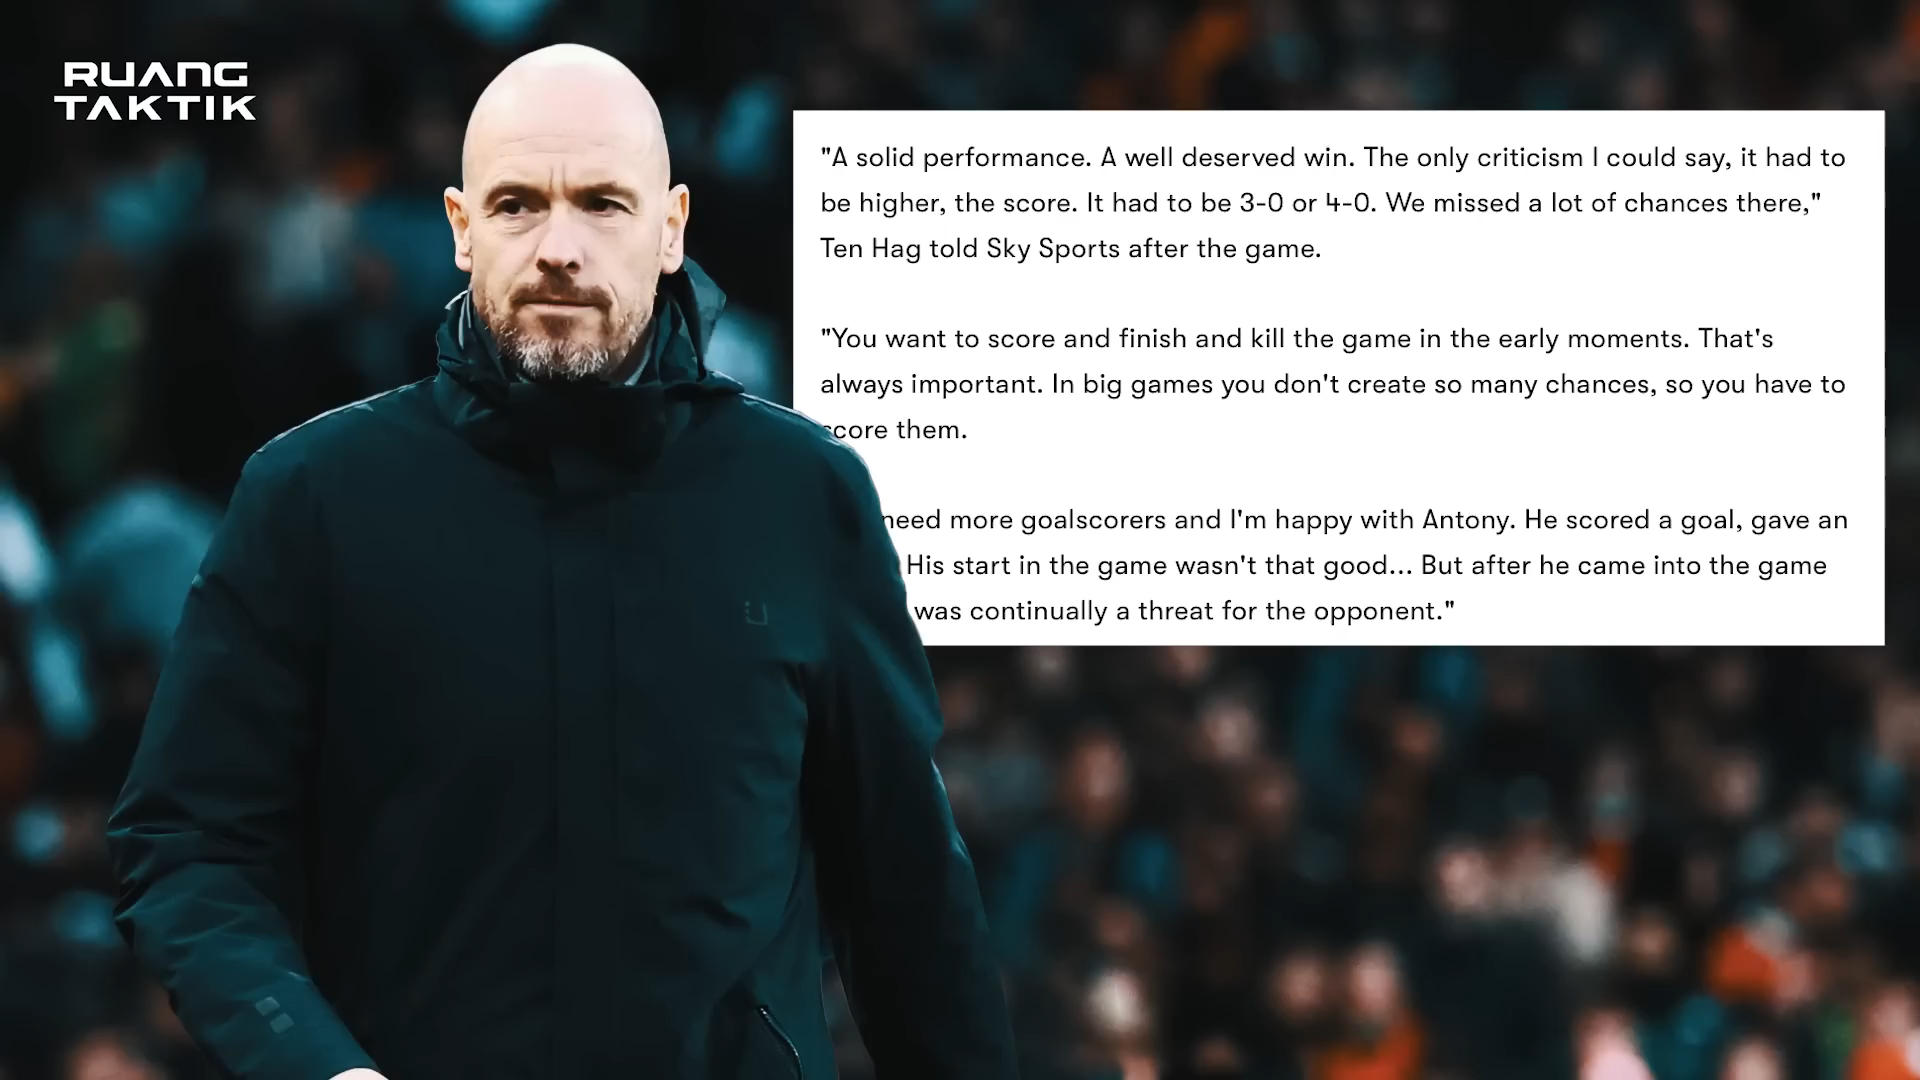 RUANG
TAKTIK
"A solid performance. A well deserved win. The only criticism I could say, it had to
be higher, the score. It had to be 3-0 or 4-0. We missed a lot of chances there,"
Ten Hag told Sky Sports after the game.
"You want to score and finish and kill the game in the early moments. That's
always important. In big games you don't create so many chances, so you have to
score them.
need more goalscorers and I'm happy with Antony. He scored a goal, gave an
His start in the game wasn't that good... But after he came into the game
was continually a threat for the opponent."